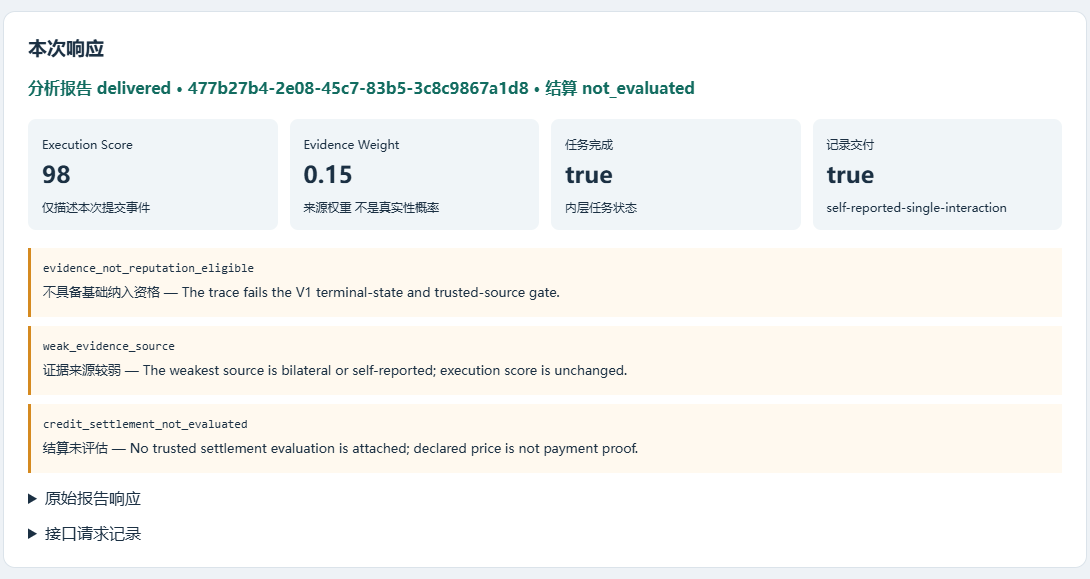 本次响应
分析报告 delivered • 477b27b4-2e08-45c7-83b5-3c8c9867a1d8 • 结算 not_evaluated
Execution Score
98
仅描述本次提交事件
Evidence Weight
0.15
来源权重 不是真实性概率
任务完成
true
内层任务状态
记录交付
true
self-reported-single-interaction
evidence_not_reputation_eligible
不具备基础纳入资格 — The trace fails the V1 terminal-state and trusted-source gate.
weak_evidence_source
证据来源较弱 — The weakest source is bilateral or self-reported; execution score is unchanged.
credit_settlement_not_evaluated
结算未评估 — No trusted settlement evaluation is attached; declared price is not payment proof.
原始报告响应
接口请求记录